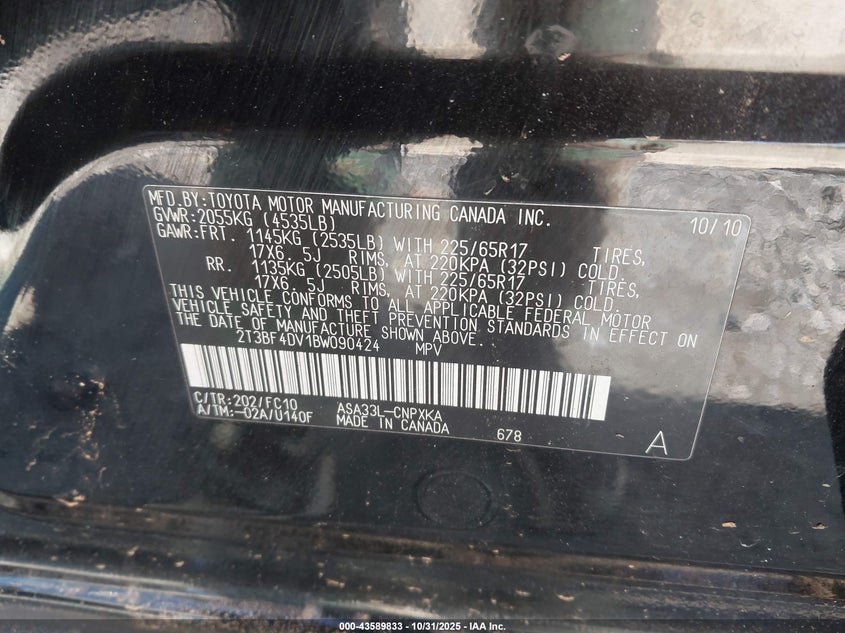 MFD.BY:TOYOTA MOTOR MANUFACTURING CANADA INC. 10/10
GVWR:2055KG (4535LB)
GAWR:FRT. 1145KG (2535LB) WITH 225/65R17 TIRES,
17X6. 5J RIMS, AT 220KPA (32PSI) COLD.
RR. 1135KG (2505LB) WITH 225/65R17 TIRES,
17X6. 5J RIMS, AT 220KPA (32PSI) COLD.
THIS VEHICLE CONFORMS TO ALL APPLICABLE FEDERAL MOTOR
VEHICLE SAFETY AND THEFT PREVENTION STANDARDS IN EFFECT ON
THE DATE OF MANUFACTURE SHOWN ABOVE.
2T3BF4DV1BW090424 MPV
C/TR:202/FC10 ASA33L-CNPXKA
A/TM:-02A/U140F MADE IN CANADA 678 A
000-43589833 - 10/31/2025 - IAA Inc.